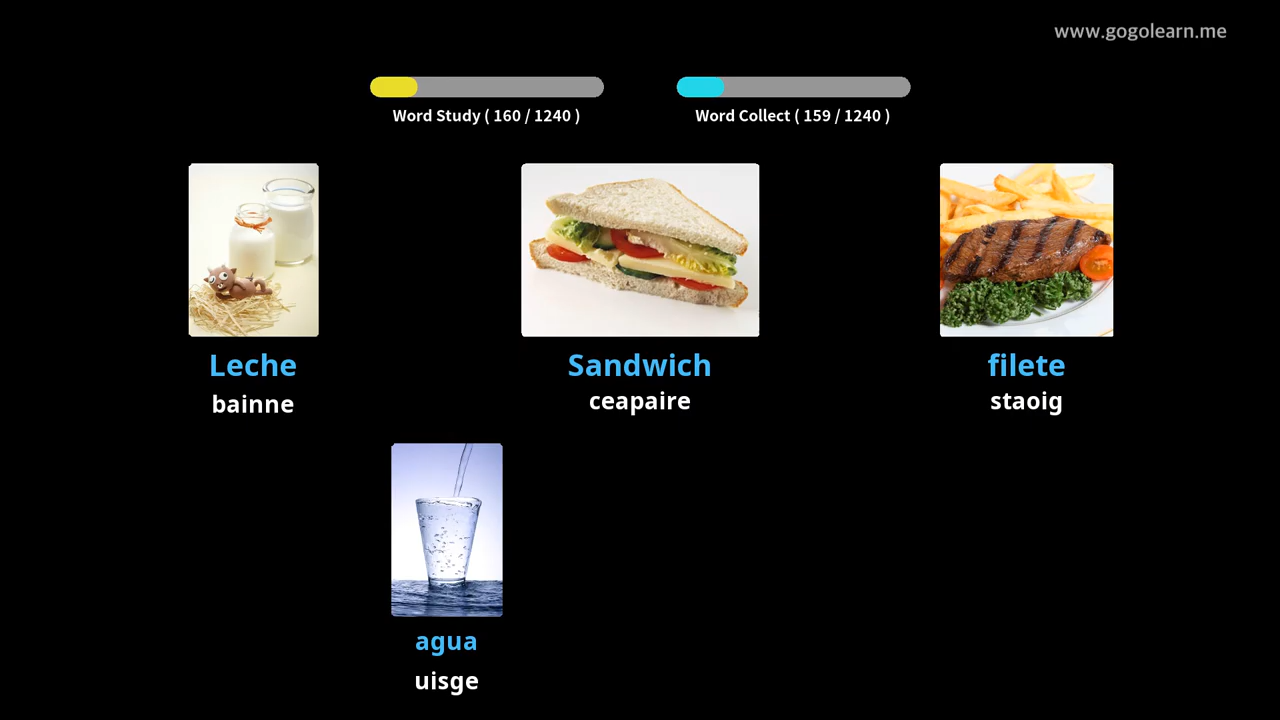 www.gogolearn.me
Word Study ( 160 / 1240 )
Word Collect ( 159 / 1240 )
Leche
bainne
Sandwich
ceapaire
filete
staoig
agua
uisge